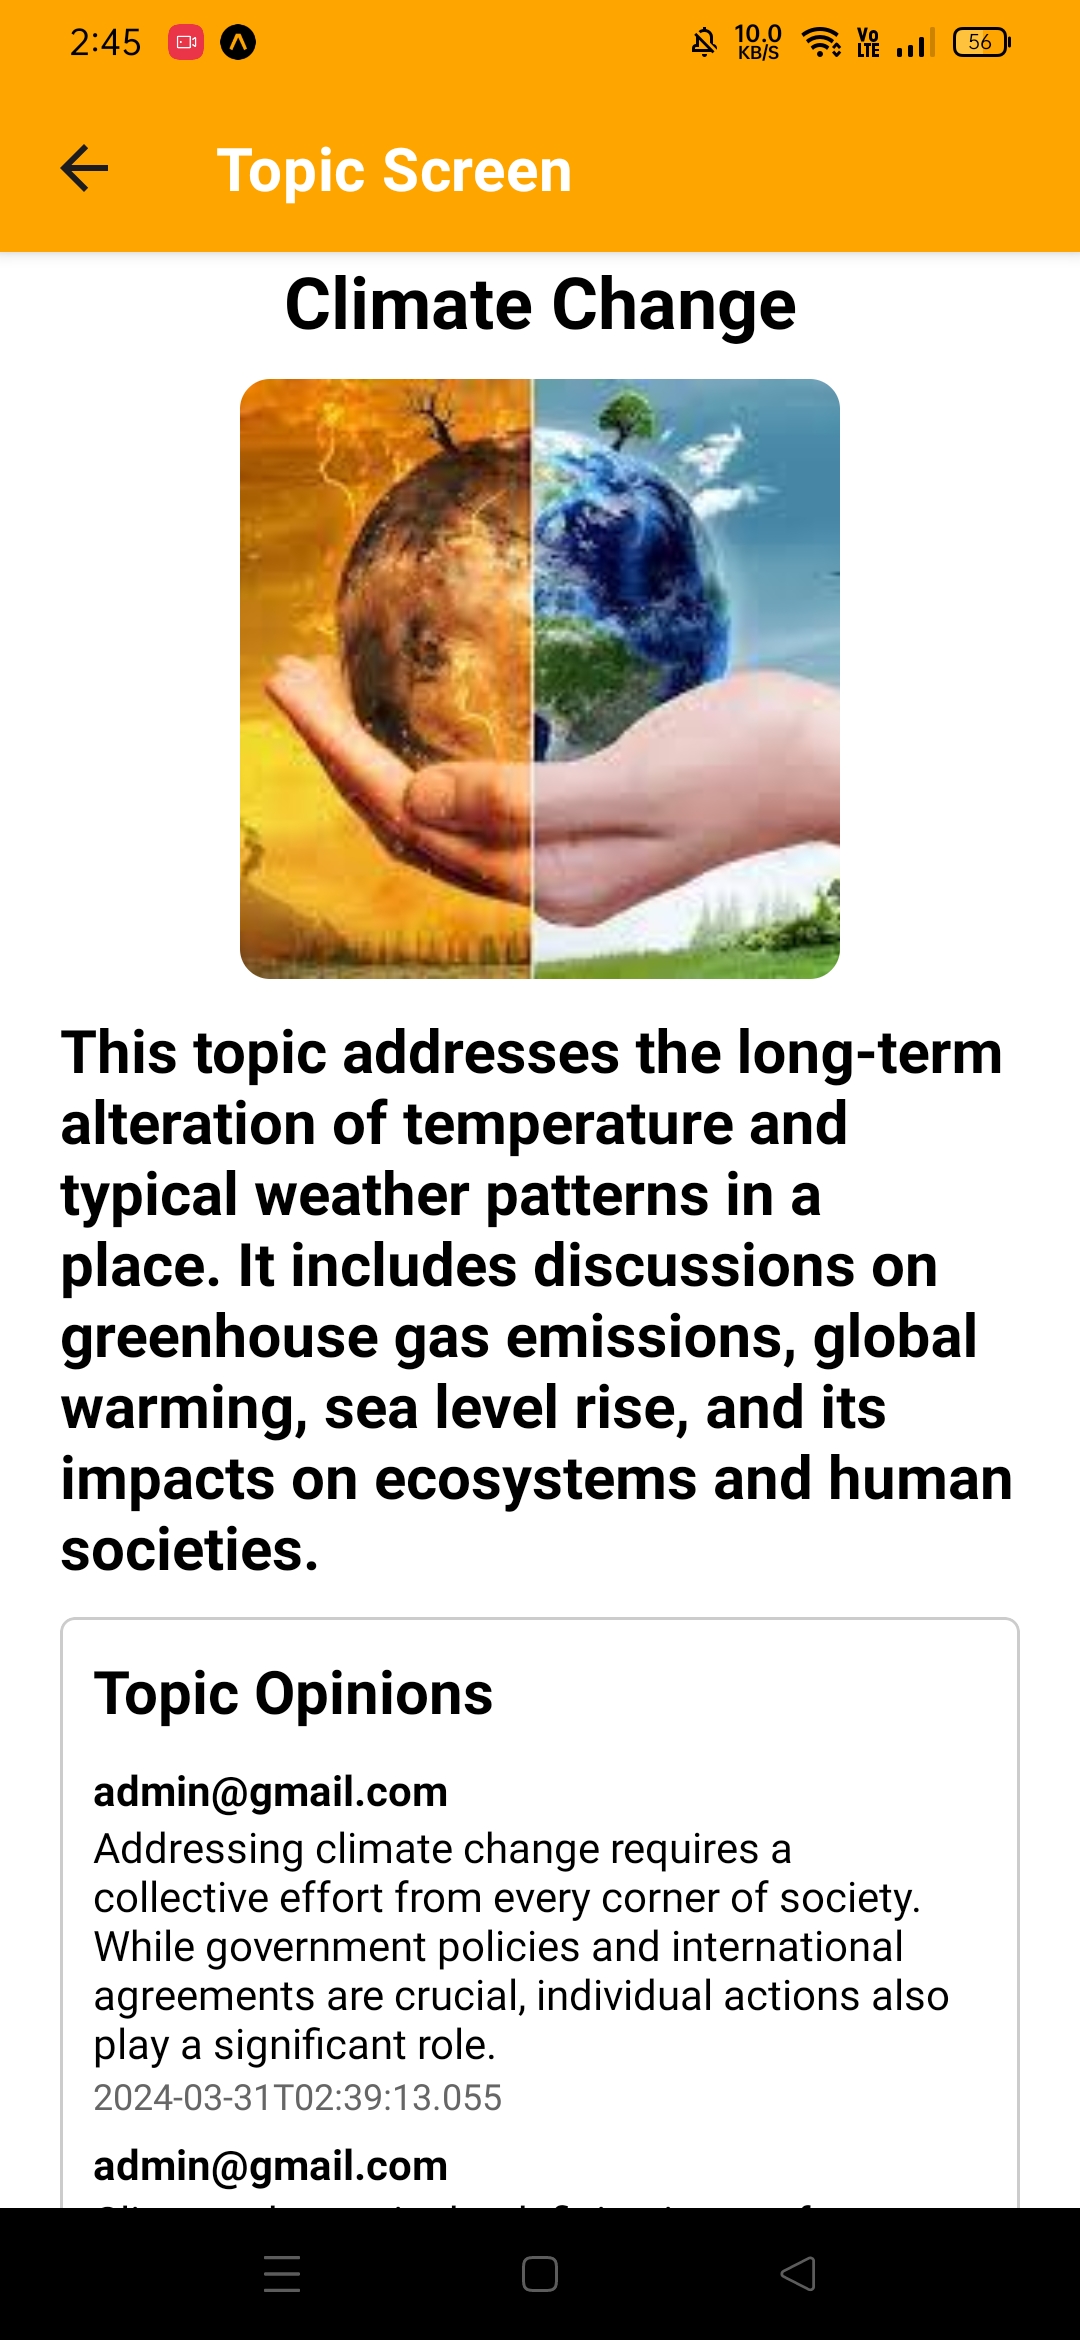 2:45
10.0
KB/S
Vo
LTE
56
Topic Screen
Climate Change
This topic addresses the long-term
alteration of temperature and
typical weather patterns in a
place. It includes discussions on
greenhouse gas emissions, global
warming, sea level rise, and its
impacts on ecosystems and human
societies.
Topic Opinions
admin@gmail.com
Addressing climate change requires a
collective effort from every corner of society.
While government policies and international
agreements are crucial, individual actions also
play a significant role.
2024-03-31T02:39:13.055
admin@gmail.com